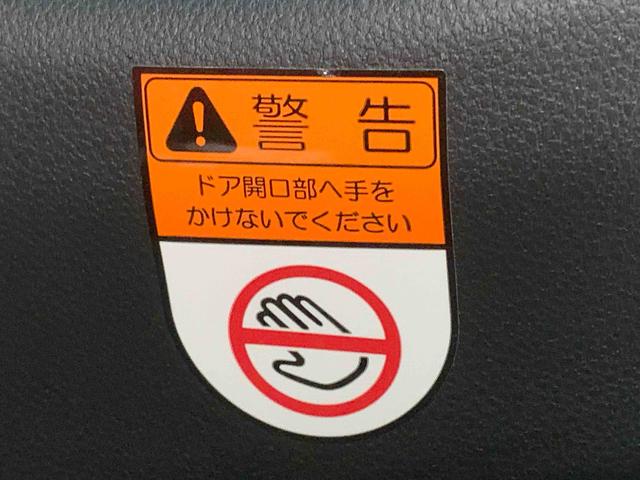 警告
ドア開口部へ手を
かけないでください